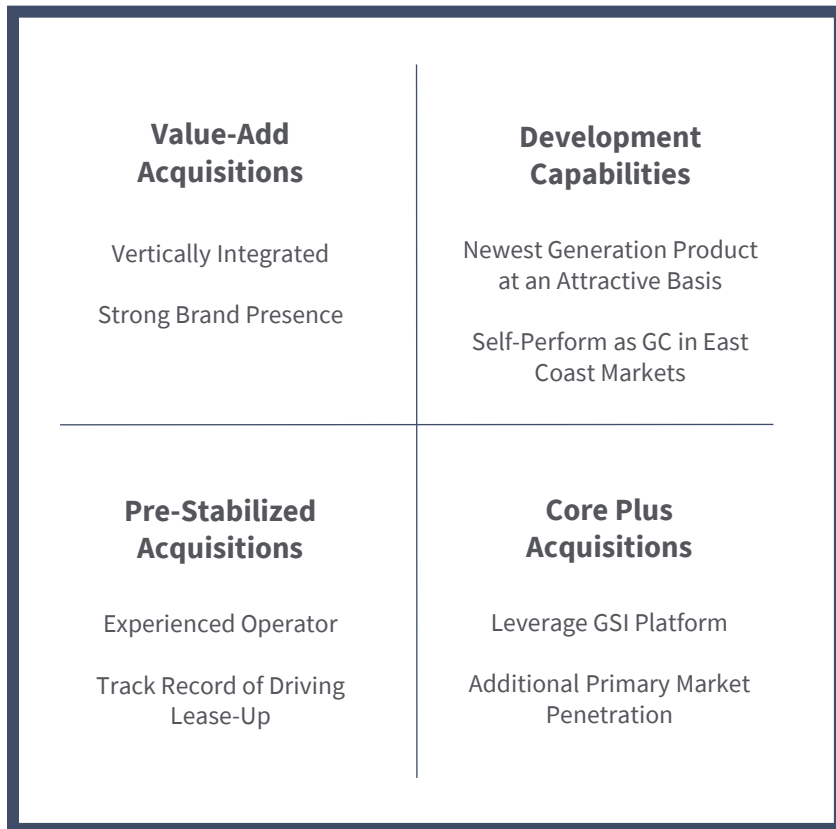 Value-Add
Acquisitions
Vertically Integrated
Strong Brand Presence
Development
Capabilities
Newest Generation Product
at an Attractive Basis
Self-Perform as GC in East
Coast Markets
Pre-Stabilized
Acquisitions
Experienced Operator
Track Record of Driving
Lease-Up
Core Plus
Acquisitions
Leverage GSI Platform
Additional Primary Market
Penetration